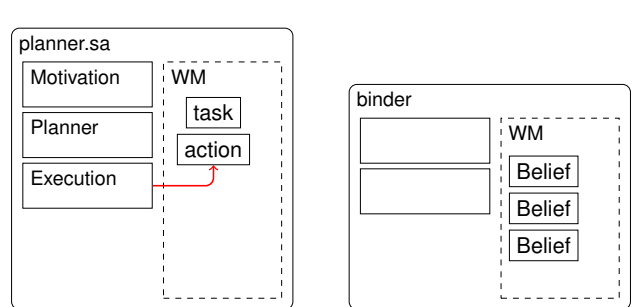 planner.sa
Motivation
WM
task
Planner
action
Execution
binder
WM
Belief
Belief
Belief